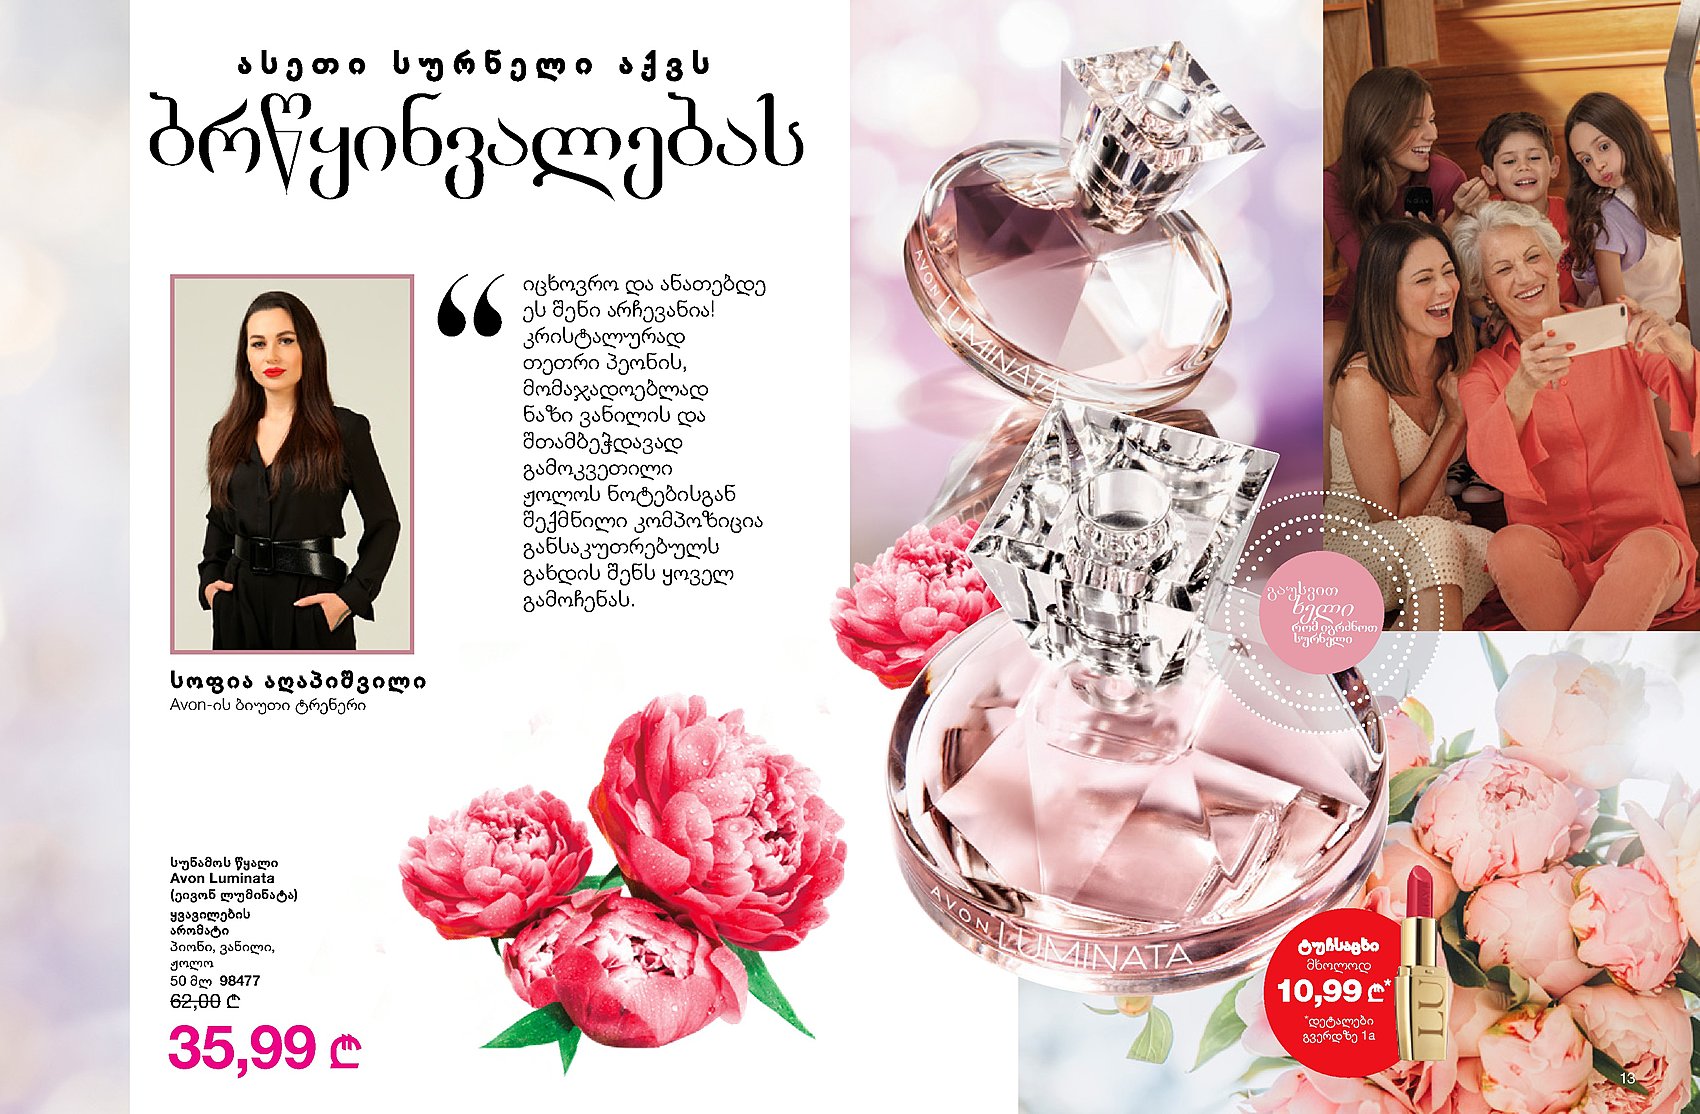 ასეთი სურნელი აქვს
ბრწყინვალებას
“
იცხოვრო და ანათებდე
ეს შენი არჩევანია!
კრისტალურად
თეთრი პეონის,
მომაჯადოებლად
ნაზი ვანილის და
შთამბეჭდავად
გამოკვეთილი
ჟოლოს ნოტებისგან
შექმნილი კომპოზიცია
განსაკუთრებულს
გახდის შენს ყოველ
გამოჩენას.
სოფია აღაპიშვილი
Avon-ის ბიუთი ტრენერი
სუნამოს წყალი
Avon Luminata
(ეივონ ლუმინატა)
ყვავილების
არომატი
პიონი, ვანილი,
ჟოლო
50 მლ 98477
62,00 ₾
35,99 ₾
AVON LUMINATA
AVON LUMINATA
გაუსვით
ხელი
რომ იგრძნოთ
სურნელი
ტუჩსაცხი
მხოლოდ
10,99 ₾*
*დეტალები
გვერდზე 1a
LU
13